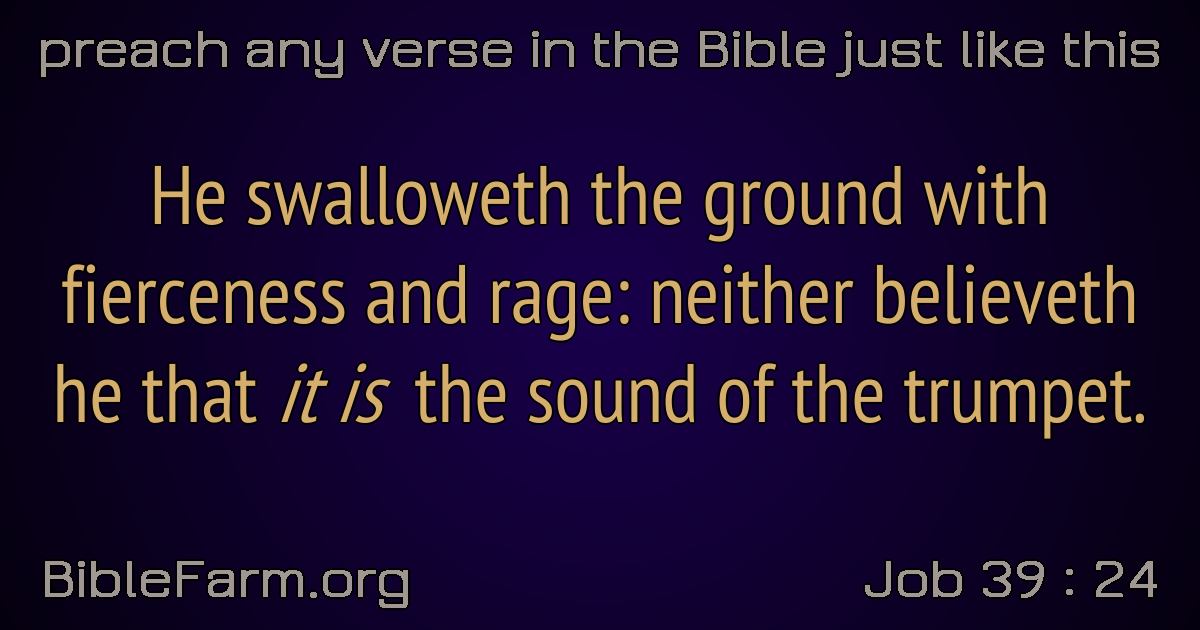 preach any verse in the Bible just like this
He swalloweth the ground with
fierceness and rage: neither believeth
he that it is the sound of the trumpet.
BibleFarm.org
Job 39 : 24